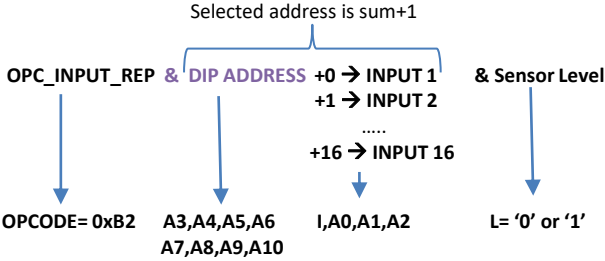 Selected address is sum+1
OPC_INPUT_REP & DIP ADDRESS +0 → INPUT 1 & Sensor Level
+1 → INPUT 2
.....
+16 → INPUT 16
OPCODE= 0xB2 A3,A4,A5,A6 I,A0,A1,A2 L= ‘0’ or ‘1’
A7,A8,A9,A10